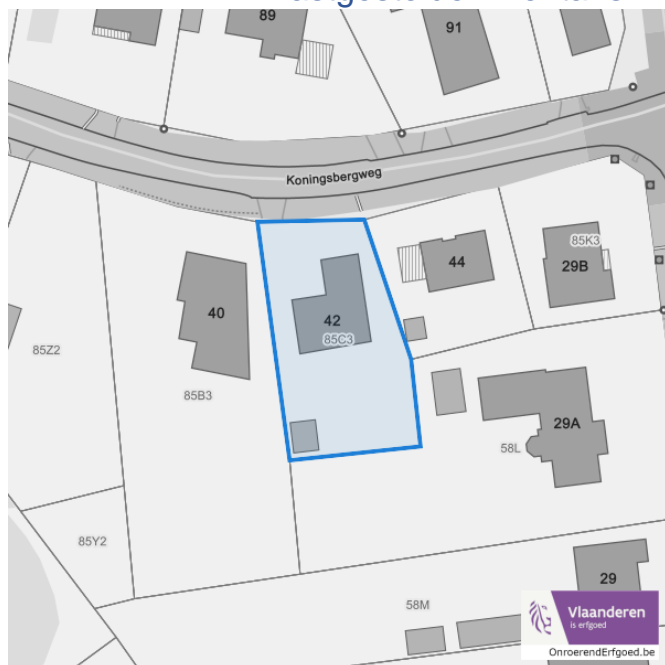 89
91
Koningsbergweg
85K3
44
29B
40
42
85C3
85Z2
85B3
29A
58L
85Y2
29
58M
Vlaanderen
is erfgoed
OnroerendErfgoed.be